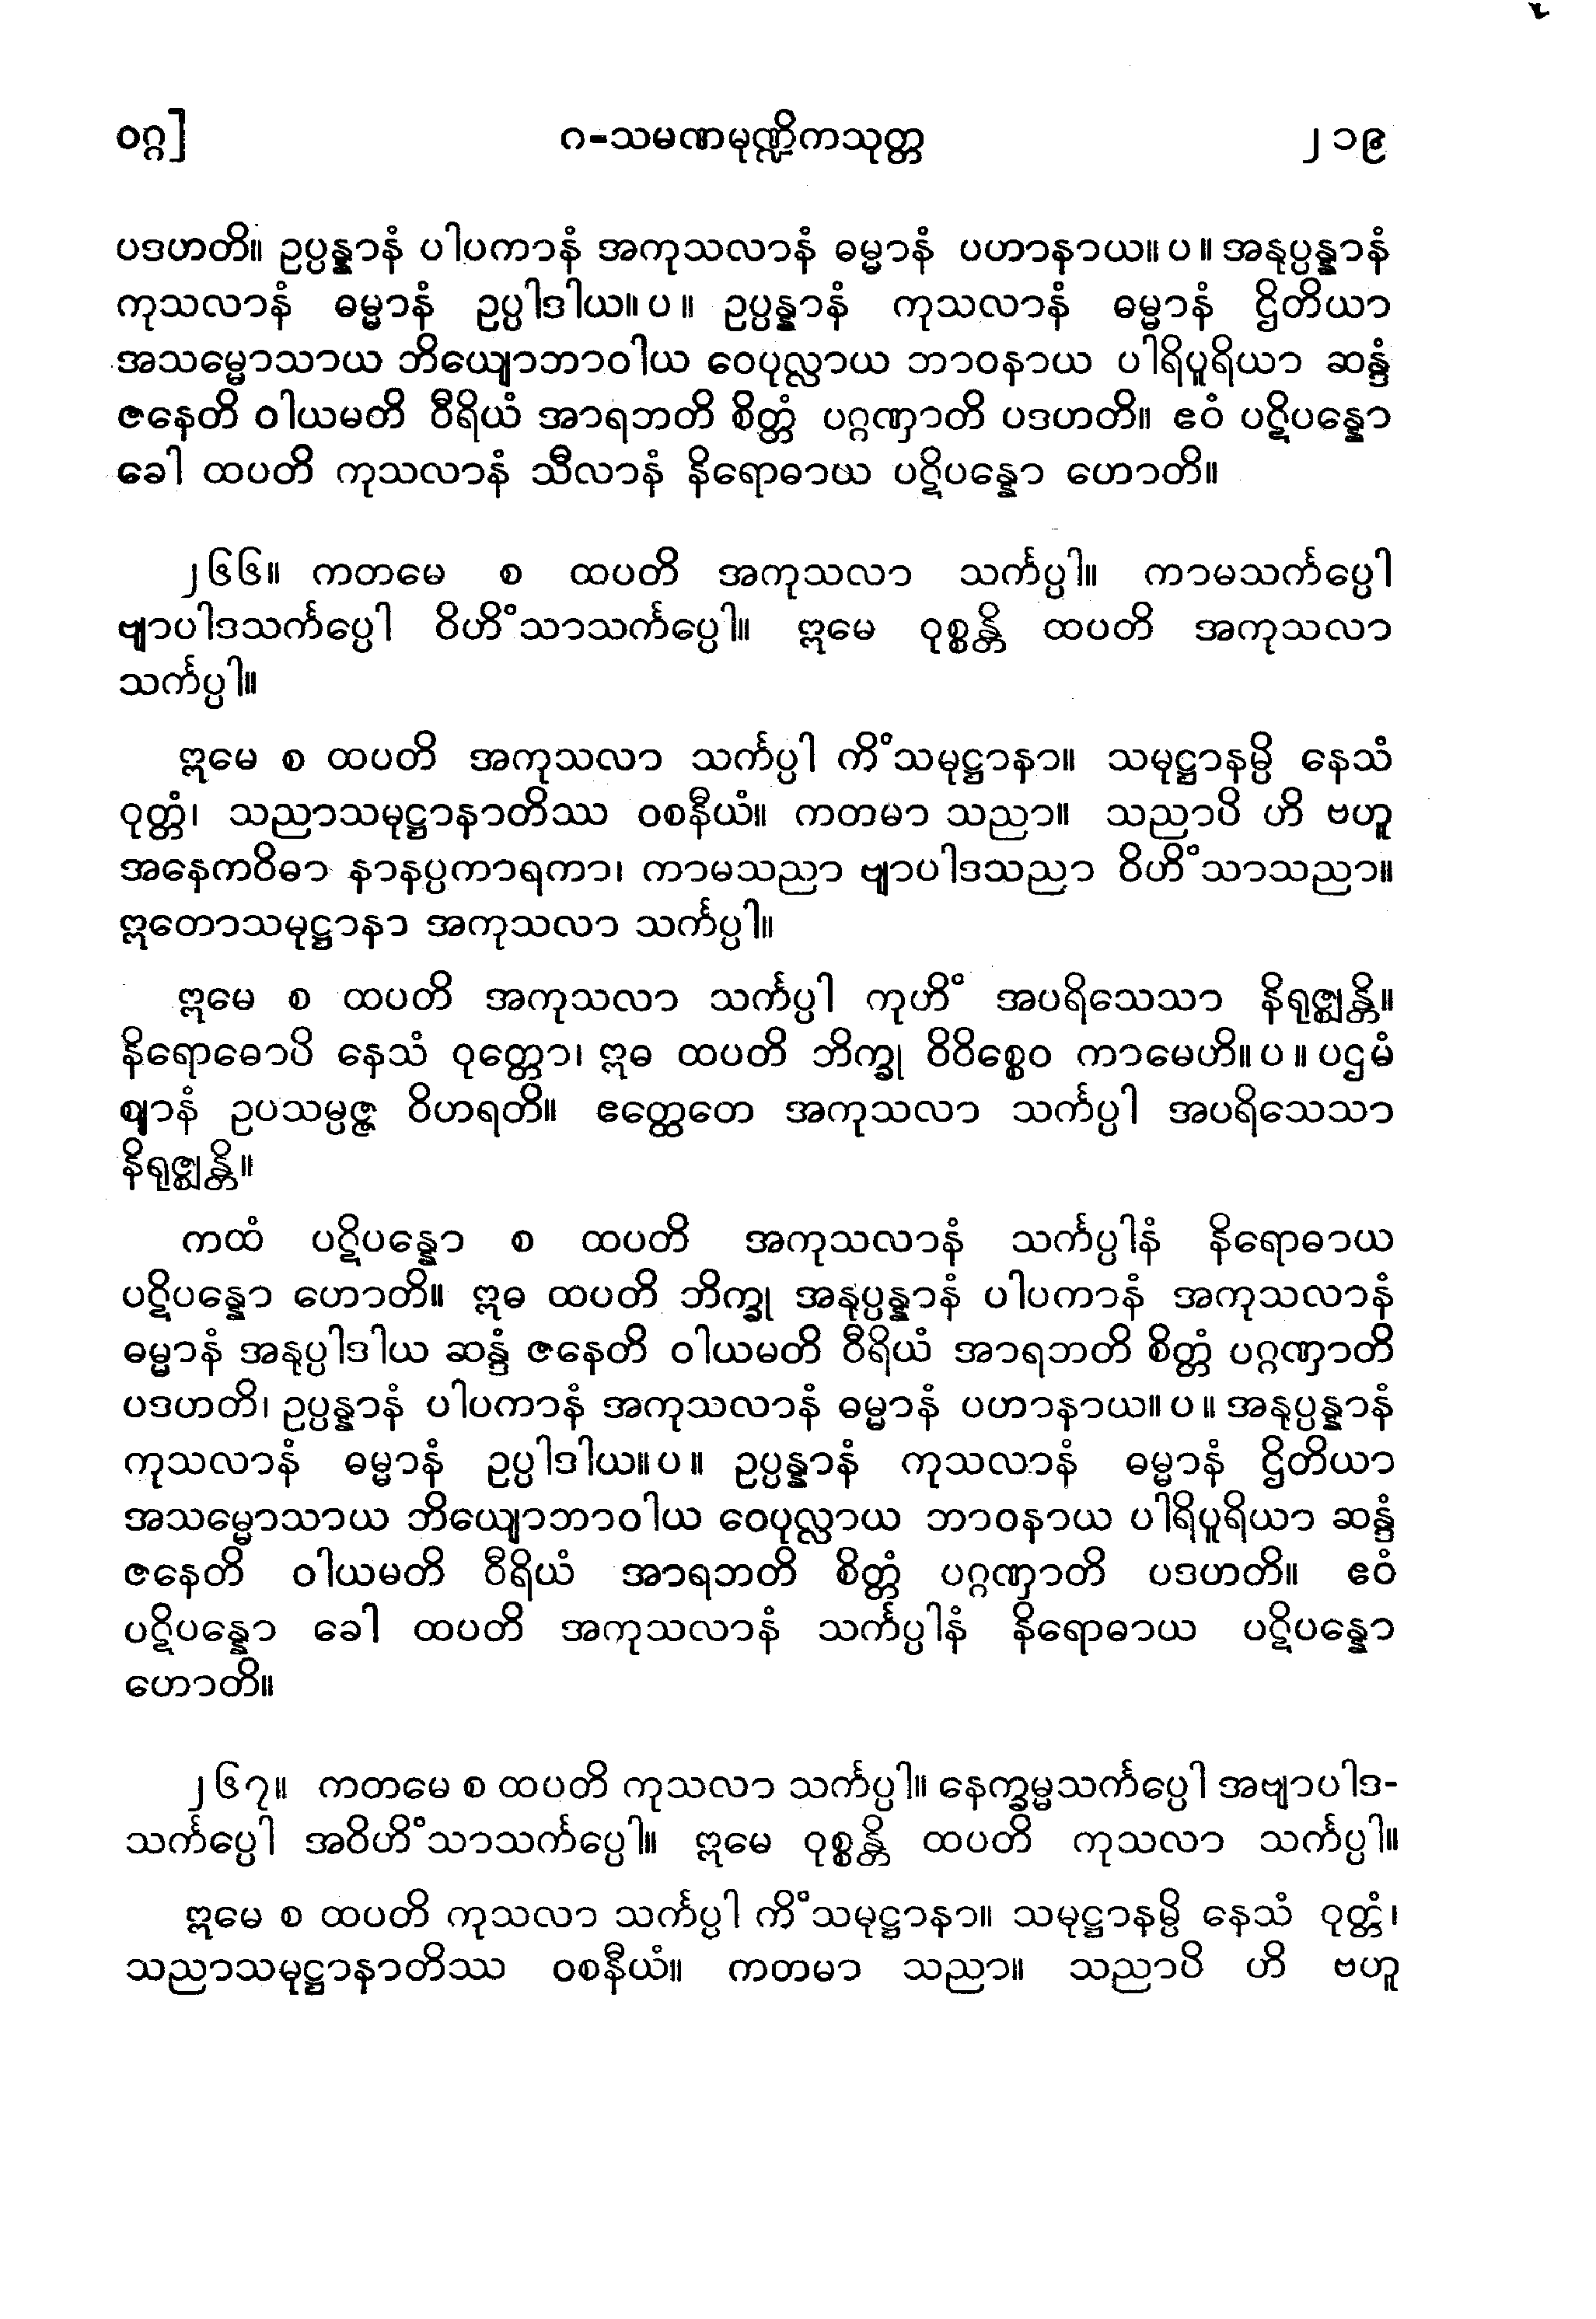 ဝဂ္ဂ]
ဂ-သမဏမုဏ္ဍိကသုတ္တ
၂၁၉
ပဒဟတိ။ ဥပ္ပန္နာနံ ပါပကာနံ အကုသလာနံ ဓမ္မာနံ ပဟာနာယ။ ပ ။ အနုပ္ပန္နာနံ
ကုသလာနံ ဓမ္မာနံ ဥပ္ပါဒါယ။ ပ ။ ဥပ္ပန္နာနံ ကုသလာနံ ဓမ္မာနံ ဌိတိယာ
အသမ္မောသာယ ဘိယျောဘာဝါယ ဝေပုလ္လာယ ဘာဝနာယ ပါရိပူရိယာ ဆန္ဒံ
ဇနေတိ ဝါယမတိ ဝီရိယံ အာရဘတိ စိတ္တံ ပဂ္ဂဏှာတိ ပဒဟတိ။ ဧဝံ ပဋိပန္နော
ခေါ ထပတိ ကုသလာနံ သီလာနံ နိရောဓာယ ပဋိပန္နော ဟောတိ။
၂၆၆။ ကတမေ စ ထပတိ အကုသလာ သင်္ကပ္ပါ။ ကာမသင်္ကပ္ပေါ
ဗျာပါဒသင်္ကပ္ပေါ ဝိဟိံသာသင်္ကပ္ပေါ။ ဣမေ ဝုစ္စန္တိ ထပတိ အကုသလာ
သင်္ကပ္ပါ။
ဣမေ စ ထပတိ အကုသလာ သင်္ကပ္ပါ ကိံသမုဋ္ဌာနာ။ သမုဋ္ဌာနမ္ပိ နေသံ
ဝုတ္တံ၊ သညာသမုဋ္ဌာနာတိဿ ဝစနီယံ။ ကတမာ သညာ။ သညာပိ ဟိ ဗဟူ
အနေကဝိဓာ နာနပ္ပကာရကာ၊ ကာမသညာ ဗျာပါဒသညာ ဝိဟိံသာသညာ။
ဣတောသမုဋ္ဌာနာ အကုသလာ သင်္ကပ္ပါ။
ဣမေ စ ထပတိ အကုသလာ သင်္ကပ္ပါ ကုဟိံ အပရိသေသာ နိရုဇ္ဈန္တိ။
နိရောဓောပိ နေသံ ဝုတ္တော၊ ဣဓ ထပတိ ဘိက္ခု ဝိဝိစ္စေဝ ကာမေဟိ။ ပ ။ ပဌမံ
ဈာနံ ဥပသမ္ပဇ္ဇ ဝိဟရတိ။ ဧတ္ထေတေ အကုသလာ သင်္ကပ္ပါ အပရိသေသာ
နိရုဇ္ဈန္တိ။
ကထံ ပဋိပန္နော စ ထပတိ အကုသလာနံ သင်္ကပ္ပါနံ နိရောဓာယ
ပဋိပန္နော ဟောတိ။ ဣဓ ထပတိ ဘိက္ခု အနုပ္ပန္နာနံ ပါပကာနံ အကုသလာနံ
ဓမ္မာနံ အနုပ္ပါဒါယ ဆန္ဒံ ဇနေတိ ဝါယမတိ ဝီရိယံ အာရဘတိ စိတ္တံ ပဂ္ဂဏှာတိ
ပဒဟတိ၊ ဥပ္ပန္နာနံ ပါပကာနံ အကုသလာနံ ဓမ္မာနံ ပဟာနာယ။ ပ ။ အနုပ္ပန္နာနံ
ကုသလာနံ ဓမ္မာနံ ဥပ္ပါဒါယ။ ပ ။ ဥပ္ပန္နာနံ ကုသလာနံ ဓမ္မာနံ ဌိတိယာ
အသမ္မောသာယ ဘိယျောဘာဝါယ ဝေပုလ္လာယ ဘာဝနာယ ပါရိပူရိယာ ဆန္ဒံ
ဇနေတိ ဝါယမတိ ဝီရိယံ အာရဘတိ စိတ္တံ ပဂ္ဂဏှာတိ ပဒဟတိ။ ဧဝံ
ပဋိပန္နော ခေါ ထပတိ အကုသလာနံ သင်္ကပ္ပါနံ နိရောဓာယ ပဋိပန္နော
ဟောတိ။
၂၆၇။ ကတမေ စ ထပတိ ကုသလာ သင်္ကပ္ပါ။ နေက္ခမ္မသင်္ကပ္ပေါ အဗျာပါဒ-
သင်္ကပ္ပေါ အဝိဟိံသာသင်္ကပ္ပေါ။ ဣမေ ဝုစ္စန္တိ ထပတိ ကုသလာ သင်္ကပ္ပါ။
ဣမေ စ ထပတိ ကုသလာ သင်္ကပ္ပါ ကိံသမုဋ္ဌာနာ။ သမုဋ္ဌာနမ္ပိ နေသံ ဝုတ္တံ၊
သညာသမုဋ္ဌာနာတိဿ ဝစနီယံ။ ကတမာ သညာ။ သညာပိ ဟိ ဗဟူ